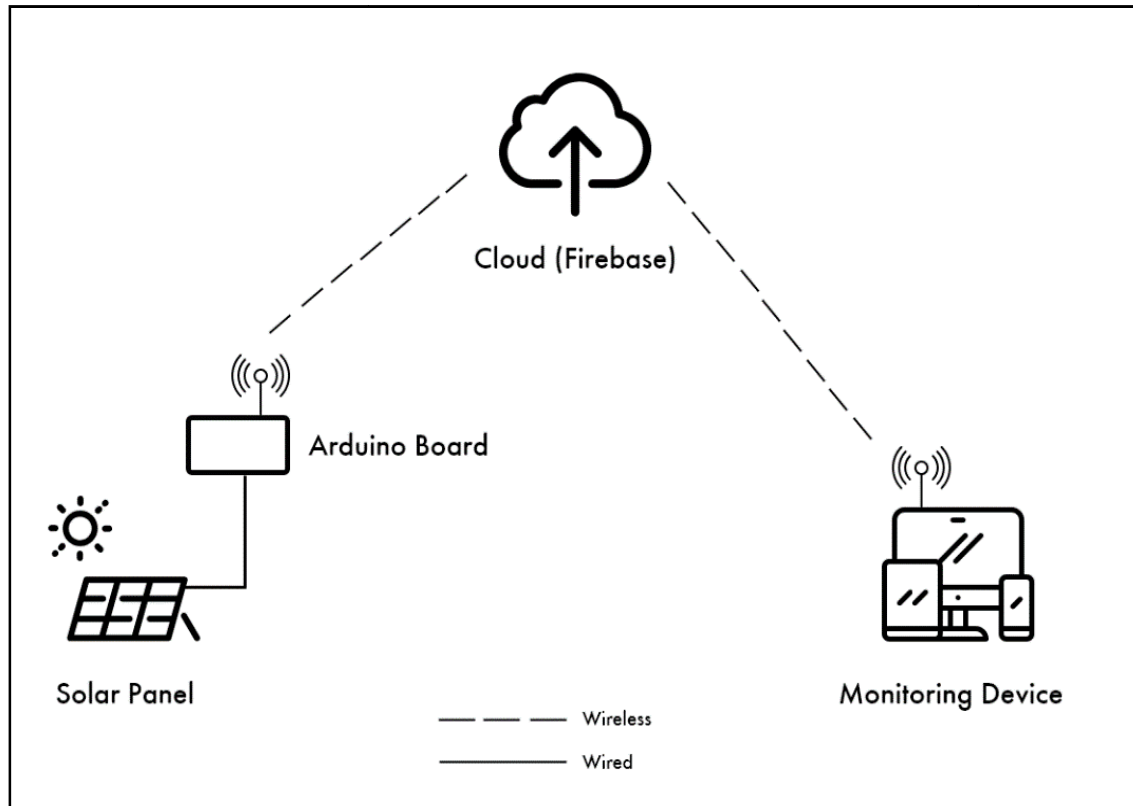 Cloud (Firebase)
Arduino Board
Solar Panel
Monitoring Device
Wireless
Wired